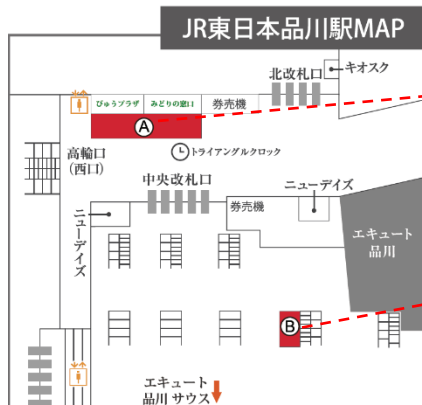 JR東日本品川駅MAP
キオスク
北改札口
びゅうプラザ
みどりの窓口
券売機
A
トライアングルクロック
高輪口
(西口)
中央改札口
ニューデイズ
券売機
ニューデイズ
エキュート
品川
B
エキュート
品川 サウス